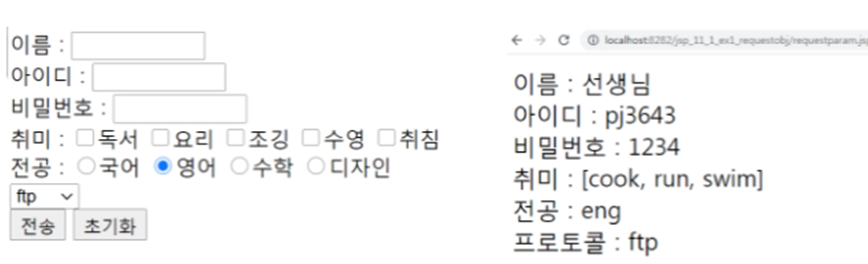 이름 :
아이디 :
비밀번호 :
취미 : 독서 요리 조깅 수영 취침
전공 : 국어 영어 수학 디자인
ftp
전송 초기화
localhost:8282/jsp_11_1_ex1_requestobj/requestparam.jsp
이름 : 선생님
아이디 : pj3643
비밀번호 : 1234
취미 : [cook, run, swim]
전공 : eng
프로토콜 : ftp